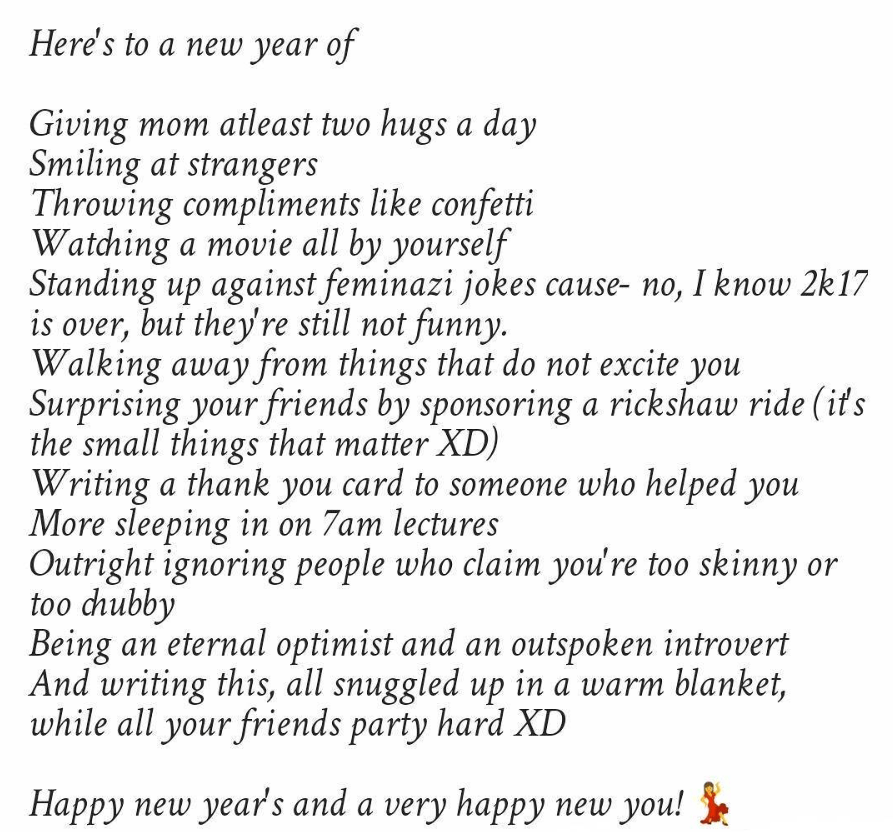 Here's to a new year of
Giving mom atleast two hugs a day
Smiling at strangers
Throwing compliments like confetti
Watching a movie all by yourself
Standing up against feminazi jokes cause- no, I know 2k17
is over, but they're still not funny.
Walking away from things that do not excite you
Surprising your friends by sponsoring a rickshaw ride (it's
the small things that matter XD)
Writing a thank you card to someone who helped you
More sleeping in on 7am lectures
Outright ignoring people who claim you're too skinny or
too chubby
Being an eternal optimist and an outspoken introvert
And writing this, all snuggled up in a warm blanket,
while all your friends party hard XD
Happy new year's and a very happy new you! 💃